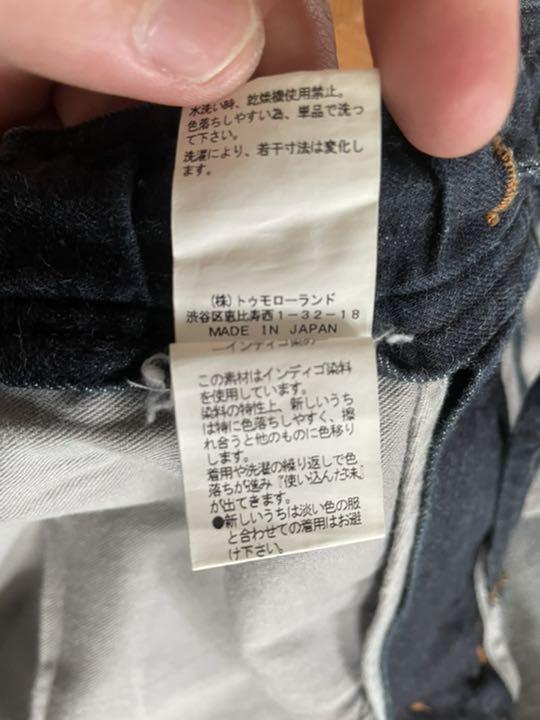 水洗い時、乾燥機使用禁止。
色落ちしやすい為、単品で洗っ
て下さい。
洗濯により、若干寸法は変化し
ます。
(株)トゥモローランド
渋谷区恵比寿西1-32-18
MADE IN JAPAN
この素材はインディゴ染料
を使用しています。
染料の特性上、新しいうち
は特に色落ちしやすく、擦
れ合うと他のものに色移り
します。
着用や洗濯の繰り返しで色
落ちが進み『使い込んだ味』
が出てきます。
●新しいうちは淡い色の服
と合わせての着用はお避
け下さい。